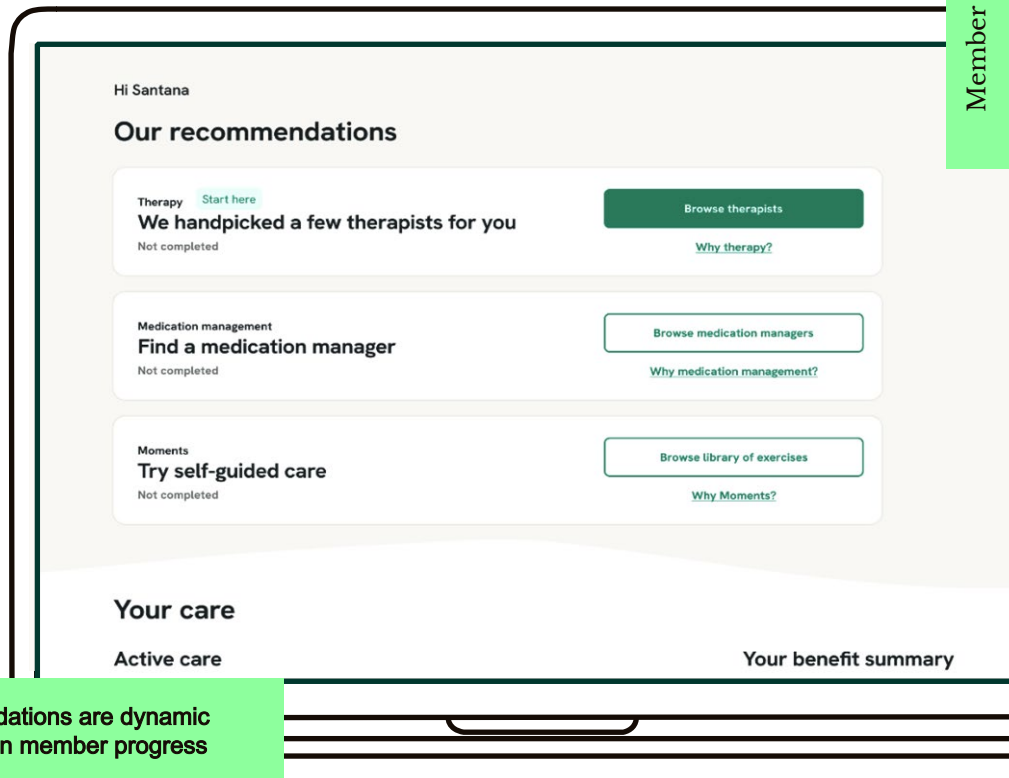 Member
Hi Santana
Our recommendations
Therapy Start here
We handpicked a few therapists for you
Not completed
Browse therapists
Why therapy?
Medication management
Find a medication manager
Not completed
Browse medication managers
Why medication management?
Moments
Try self-guided care
Not completed
Browse library of exercises
Why Moments?
Your care
Active care
Your benefit summary
dations are dynamic
n member progress